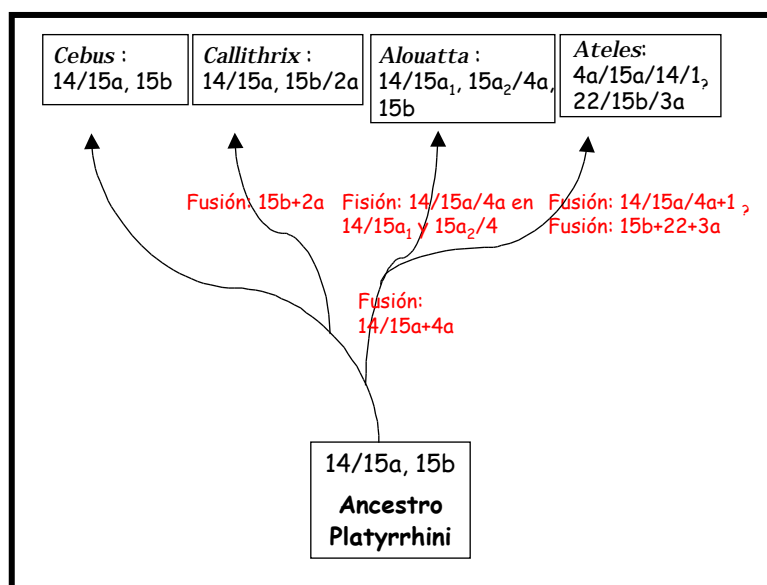 Cebus :
14/15a, 15b
Callithrix :
14/15a, 15b/2a
Alouatta :
14/15a₁, 15a₂/4a,
15b
Ateles:
4a/15a/14/1?
22/15b/3a
Fusión: 15b+2a
Fisión: 14/15a/4a en
14/15a₁ y 15a₂/4
Fusión: 14/15a/4a+1 ?
Fusión: 15b+22+3a
Fusión:
14/15a+4a
14/15a, 15b
Ancestro
Platyrrhini